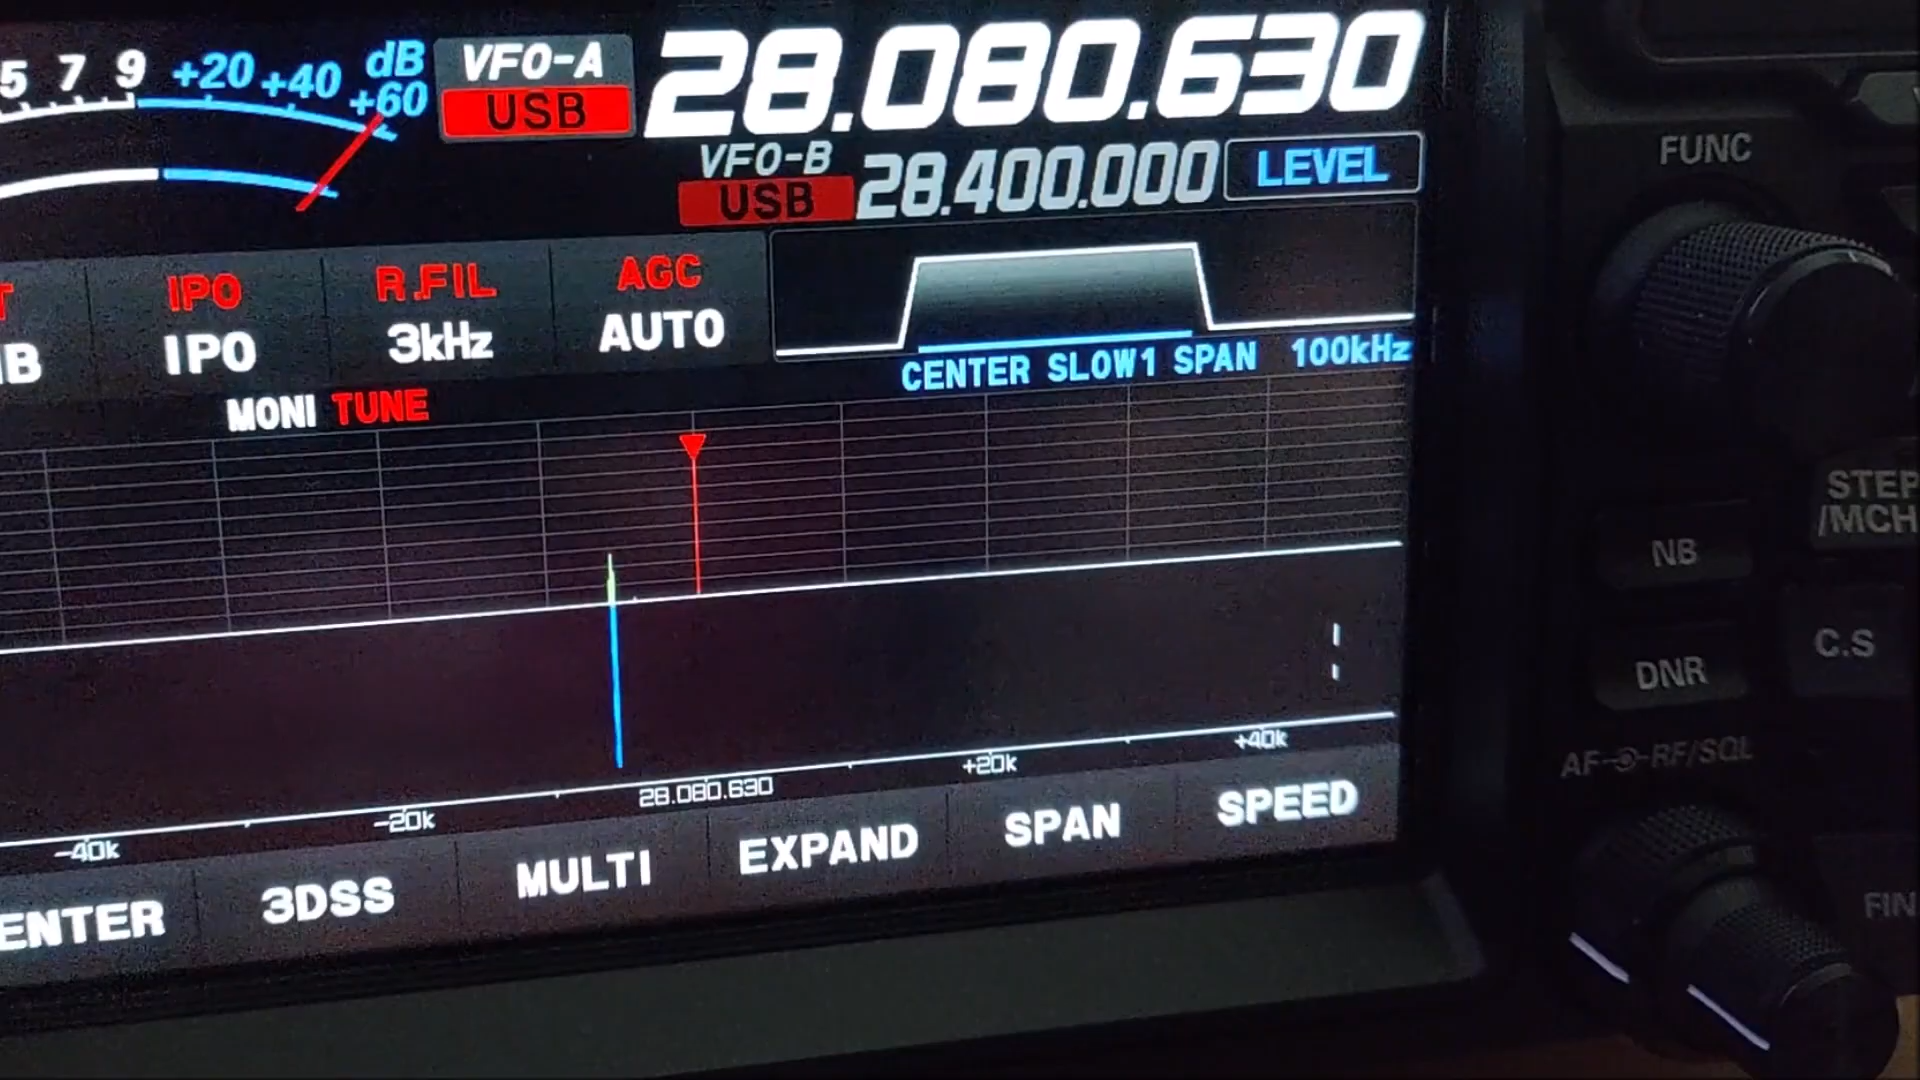 5 7 9 +20 +40 dB +60
VFO-A
USB
28.080.630
VFO-B
USB
28.400.000
LEVEL
FUNC
IPO
R.FIL
AGC
IPO
3kHz
AUTO
CENTER SLOW1 SPAN 100kHz
MONI TUNE
STEP
/MCH
NB
DNR
C.S
AF RF/SQL
-40k -20k 28.080.630 +20k +40k
ENTER 3DSS MULTI EXPAND SPAN SPEED
FIN